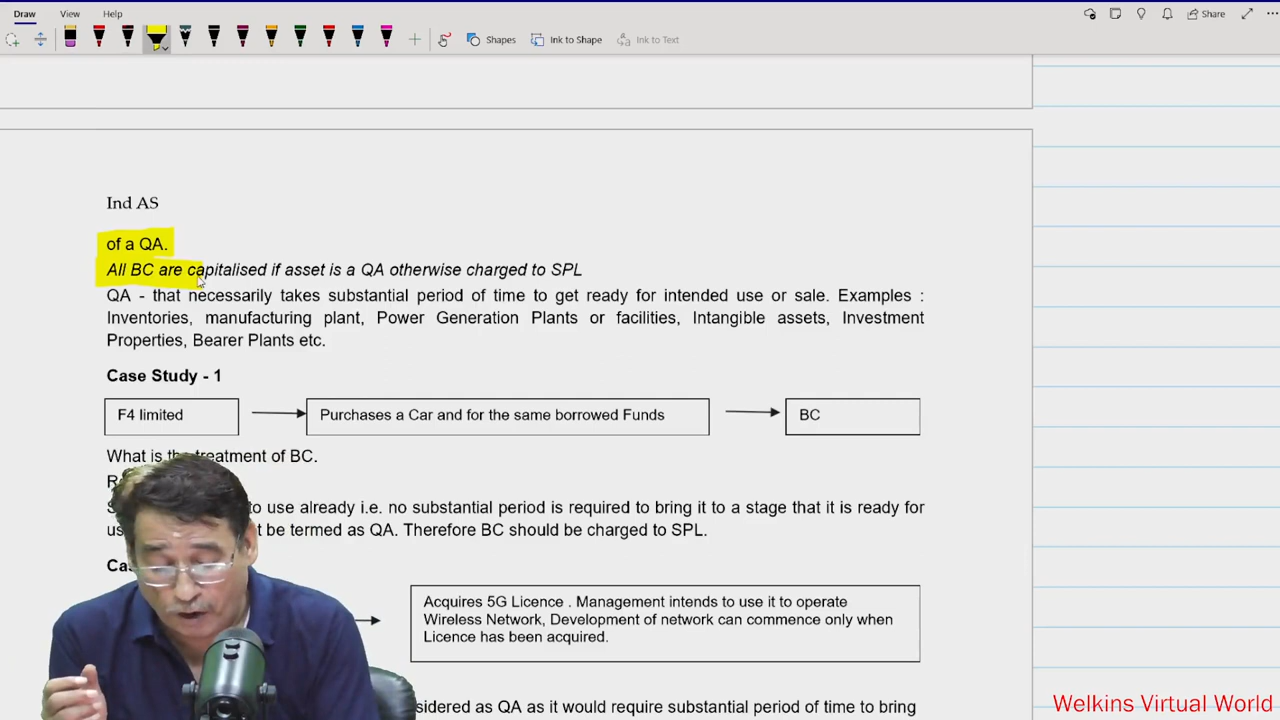 Draw View Help
Share
Shapes Ink to Shape Ink to Text
Ind AS
of a QA.
All BC are capitalised if asset is a QA otherwise charged to SPL
QA - that necessarily takes substantial period of time to get ready for intended use or sale. Examples :
Inventories, manufacturing plant, Power Generation Plants or facilities, Intangible assets, Investment
Properties, Bearer Plants etc.
Case Study - 1
F4 limited
Purchases a Car and for the same borrowed Funds
BC
What is the treatment of BC.
to use already i.e. no substantial period is required to bring it to a stage that it is ready for
be termed as QA. Therefore BC should be charged to SPL.
Acquires 5G Licence . Management intends to use it to operate
Wireless Network, Development of network can commence only when
Licence has been acquired.
as QA as it would require substantial period of time to bring
Welkins Virtual World